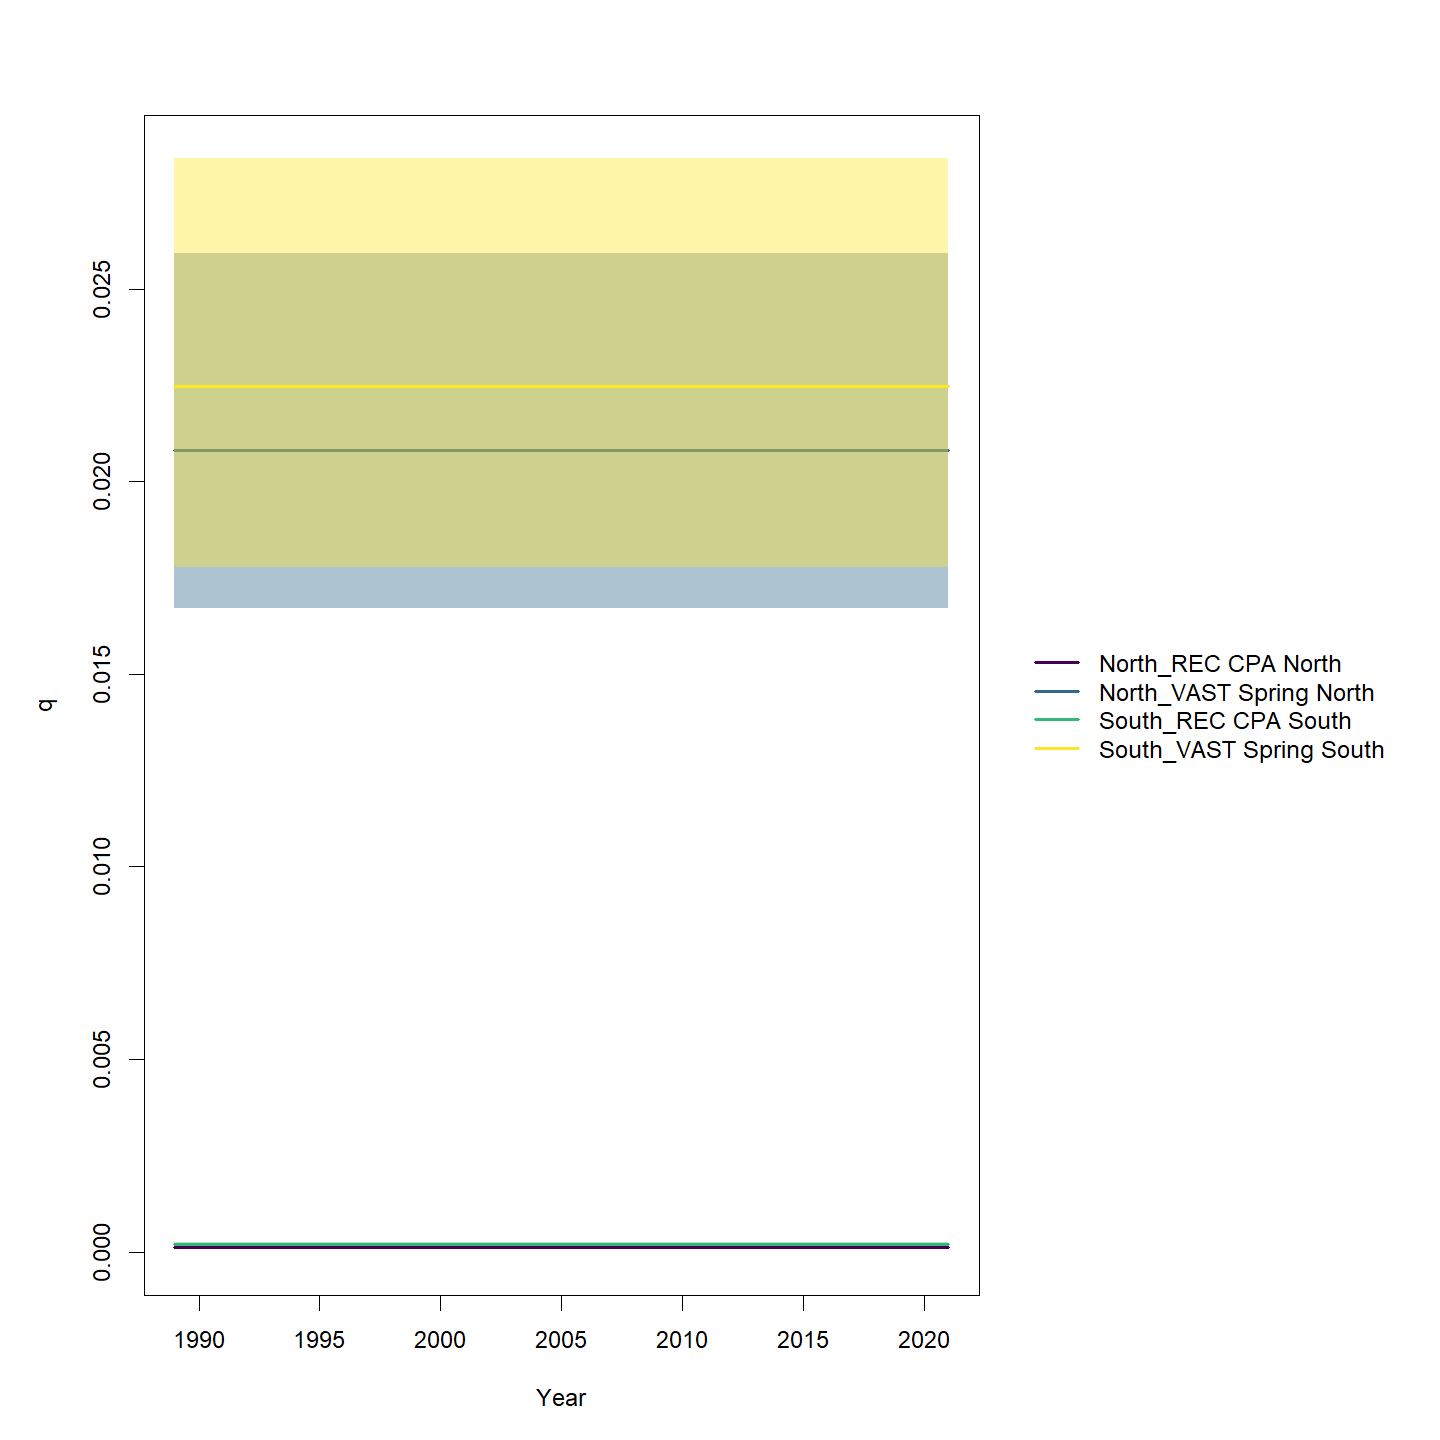 0.025
0.020
0.015
0.010
0.005
0.000
q
1990 1995 2000 2005 2010 2015 2020
Year
North_REC CPA North
North_VAST Spring North
South_REC CPA South
South_VAST Spring South